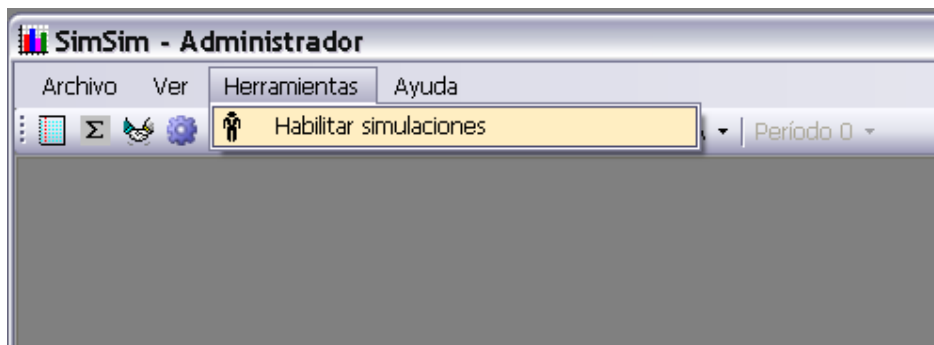 SimSim - Administrador
Archivo Ver Herramientas Ayuda
Σ Habilitar simulaciones Período 0